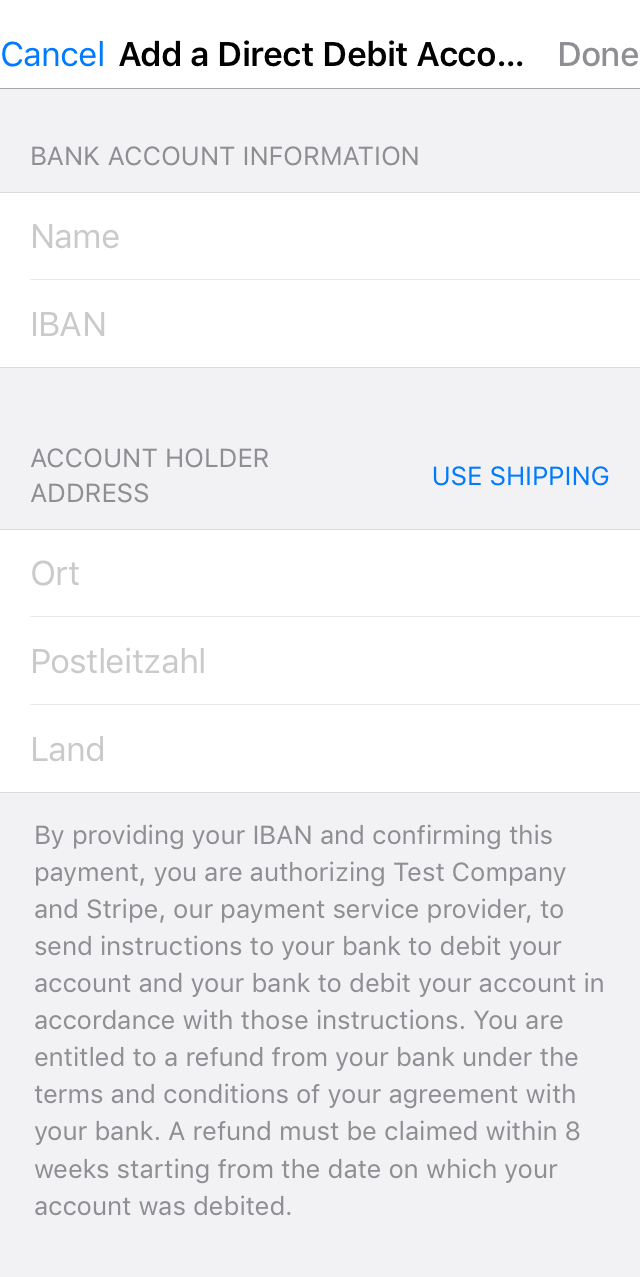 Cancel Add a Direct Debit Acco... Done
BANK ACCOUNT INFORMATION
Name
IBAN
ACCOUNT HOLDER
ADDRESS
USE SHIPPING
Ort
Postleitzahl
Land
By providing your IBAN and confirming this
payment, you are authorizing Test Company
and Stripe, our payment service provider, to
send instructions to your bank to debit your
account and your bank to debit your account in
accordance with those instructions. You are
entitled to a refund from your bank under the
terms and conditions of your agreement with
your bank. A refund must be claimed within 8
weeks starting from the date on which your
account was debited.